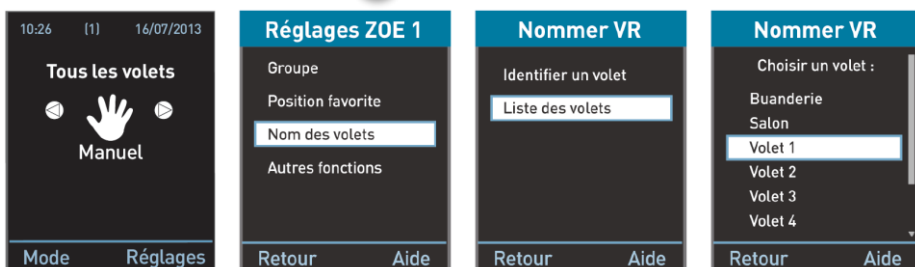 10:26 (1) 16/07/2013
Tous les volets
Manuel
Mode Réglages
Réglages ZOE 1
Groupe
Position favorite
Nom des volets
Autres fonctions
Retour Aide
Nommer VR
Identifier un volet
Liste des volets
Retour Aide
Nommer VR
Choisir un volet :
Buanderie
Salon
Volet 1
Volet 2
Volet 3
Volet 4
Retour Aide